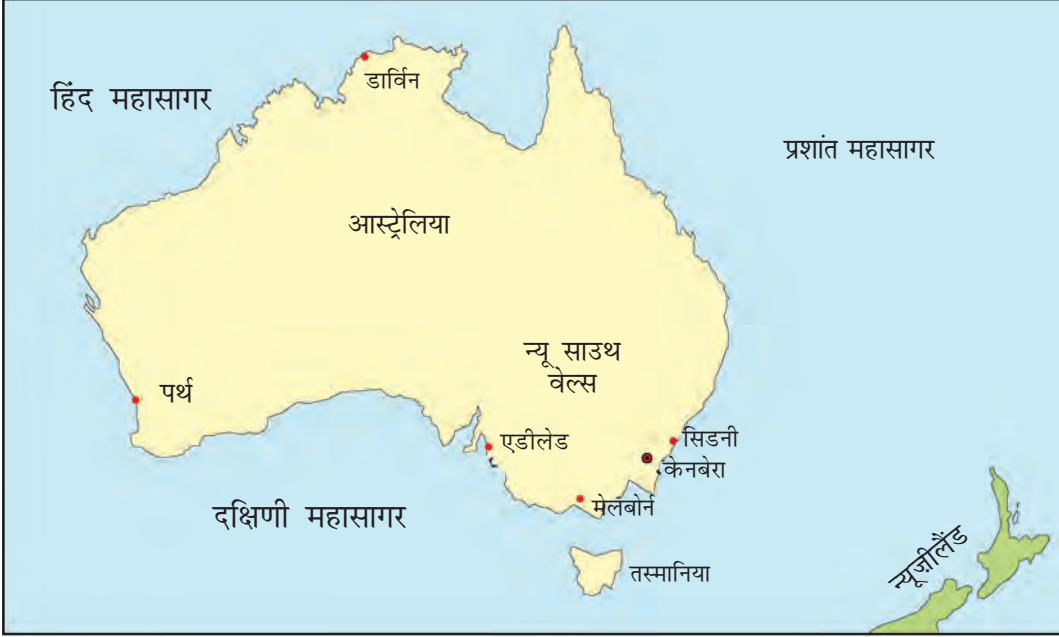 डार्विन
हिंद महासागर
प्रशांत महासागर
आस्ट्रेलिया
न्यू साउथ
वेल्स
पर्थ
एडीलेड
सिडनी
केनबेरा
मेलबोर्न
दक्षिणी महासागर
तस्मानिया
न्यूज़ीलैंड